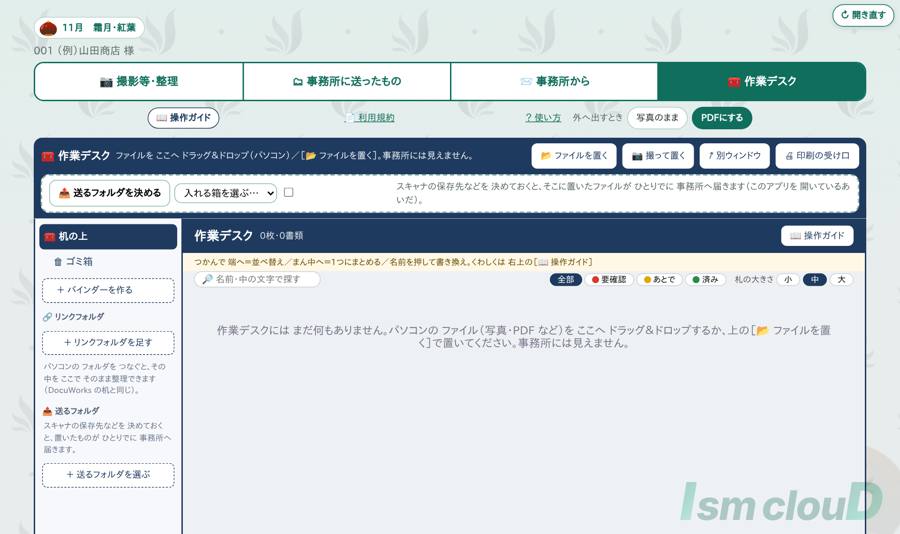 ↻ 開き直す
11月 霜月・紅葉
001 （例）山田商店 様
撮影等・整理
事務所に送ったもの
事務所から
作業デスク
操作ガイド
利用規約
? 使い方
外へ出すとき
写真のまま
PDFにする
作業デスク ファイルを ここへ ドラッグ&ドロップ（パソコン）／［📂 ファイルを置く］。事務所には見えません。
ファイルを置く
撮って置く
別ウィンドウ
印刷の受け口
送るフォルダを決める
入れる箱を選ぶ…
スキャナの保存先などを 決めておくと、そこに置いたファイルが ひとりでに 事務所へ届きます（このアプリを 開いているあ
いだ）。
机の上
ゴミ箱
＋ バインダーを作る
リンクフォルダ
＋ リンクフォルダを足す
パソコンの フォルダを つなぐと、その
中を ここで そのまま整理できます
（DocuWorks の机と同じ）。
送るフォルダ
スキャナの保存先などを 決めておく
と、置いたものが ひとりでに 事務所へ
届きます。
＋ 送るフォルダを選ぶ
作業デスク 0枚・0書類
操作ガイド
つかんで 端へ＝並べ替え／まん中へ＝1つにまとめる／名前を押して書き換え。くわしくは 右上の［📖 操作ガイド］
名前・中の文字で探す
全部
要確認
あとで
済み
札の大きさ
小
中
大
作業デスクには まだ何もありません。パソコンの ファイル（写真・PDF など）を ここへ ドラッグ&ドロップするか、上の［📂 ファイルを置
く］で置いてください。事務所には見えません。
Ism clouD